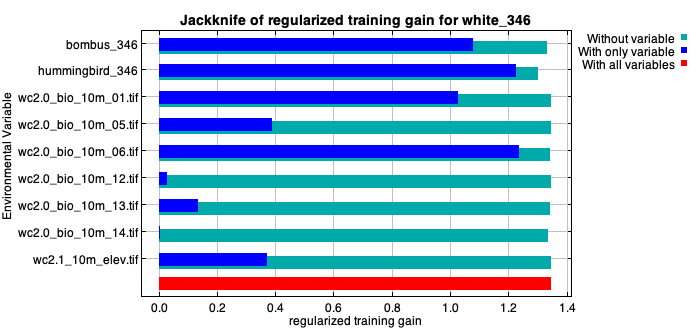 Jackknife of regularized training gain for white_346
Without variable
With only variable
With all variables
Environmental Variable
bombus_346
hummingbird_346
wc2.0_bio_10m_01.tif
wc2.0_bio_10m_05.tif
wc2.0_bio_10m_06.tif
wc2.0_bio_10m_12.tif
wc2.0_bio_10m_13.tif
wc2.0_bio_10m_14.tif
wc2.1_10m_elev.tif
0.0 0.2 0.4 0.6 0.8 1.0 1.2 1.4
regularized training gain